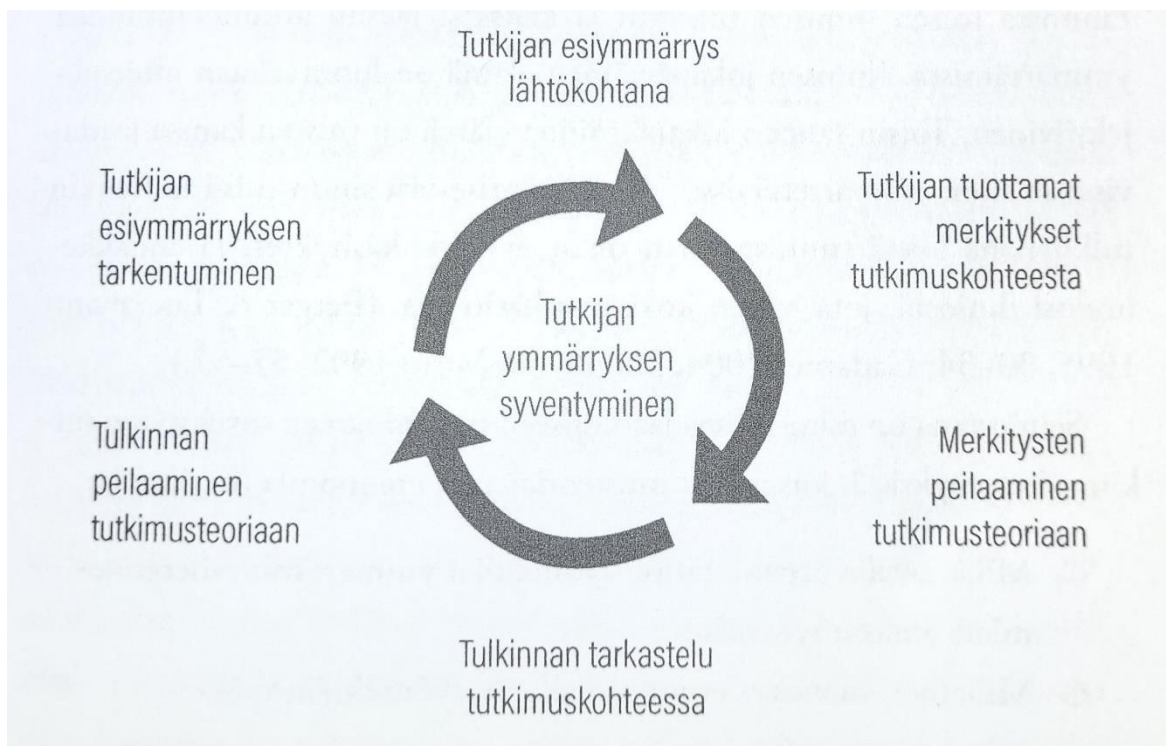 Tutkijan esiymmärrys
lähtökohtana
Tutkijan tuottamat
merkitykset
tutkimuskohteesta
Merkitysten
peilaaminen
tutkimusteoriaan
Tulkinnan tarkastelu
tutkimuskohteessa
Tulkinnan
peilaaminen
tutkimusteoriaan
Tutkijan
esiymmärryksen
tarkentuminen
Tutkijan
ymmärryksen
syventyminen